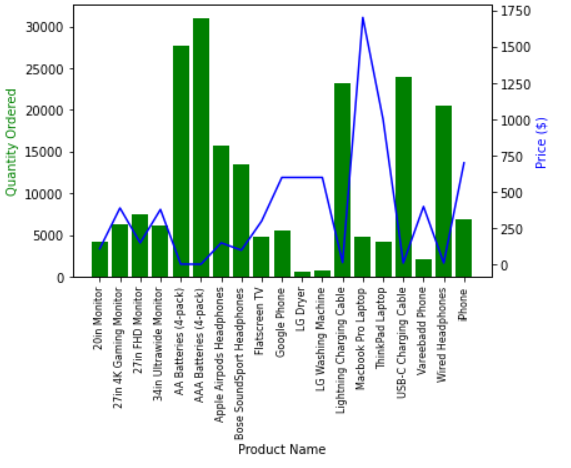 Quantity Ordered
30000
25000
20000
15000
10000
5000
0
1750
1500
1250
1000
750
500
250
0
Price ($)
20in Monitor
27in 4K Gaming Monitor
27in FHD Monitor
34in Ultrawide Monitor
AA Batteries (4-pack)
AAA Batteries (4-pack)
Apple Airpods Headphones
Bose SoundSport Headphones
Flatscreen TV
Google Phone
LG Dryer
LG Washing Machine
Lightning Charging Cable
Macbook Pro Laptop
ThinkPad Laptop
USB-C Charging Cable
Vareebadd Phone
Wired Headphones
iPhone
Product Name